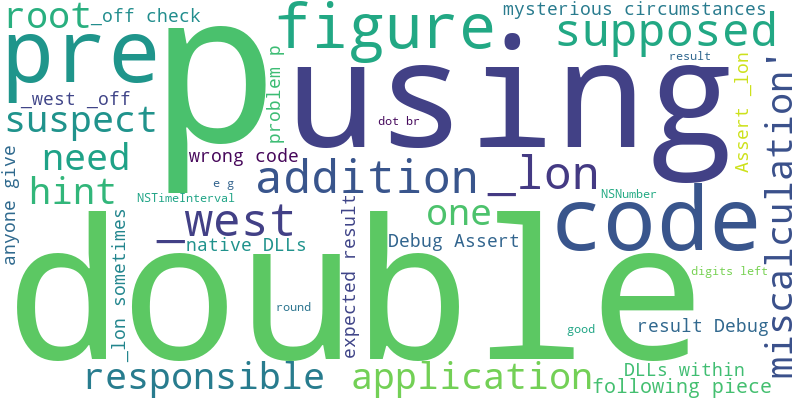 root
_off check
p
figure
mysterious circumstances
supposed
pre
using
problem p
result
Assert _lon
miscalculation'
_west _off
suspect
dot br
need
wrong code
addition
_lon
anyone give
hint
e g
NSTimeInterval
NSNumber
_west
one
code
native DLLs
Debug Assert
double
_lon sometimes
expected result
digits left
round
good
result Debug
responsible
application
DLLs within
following piece